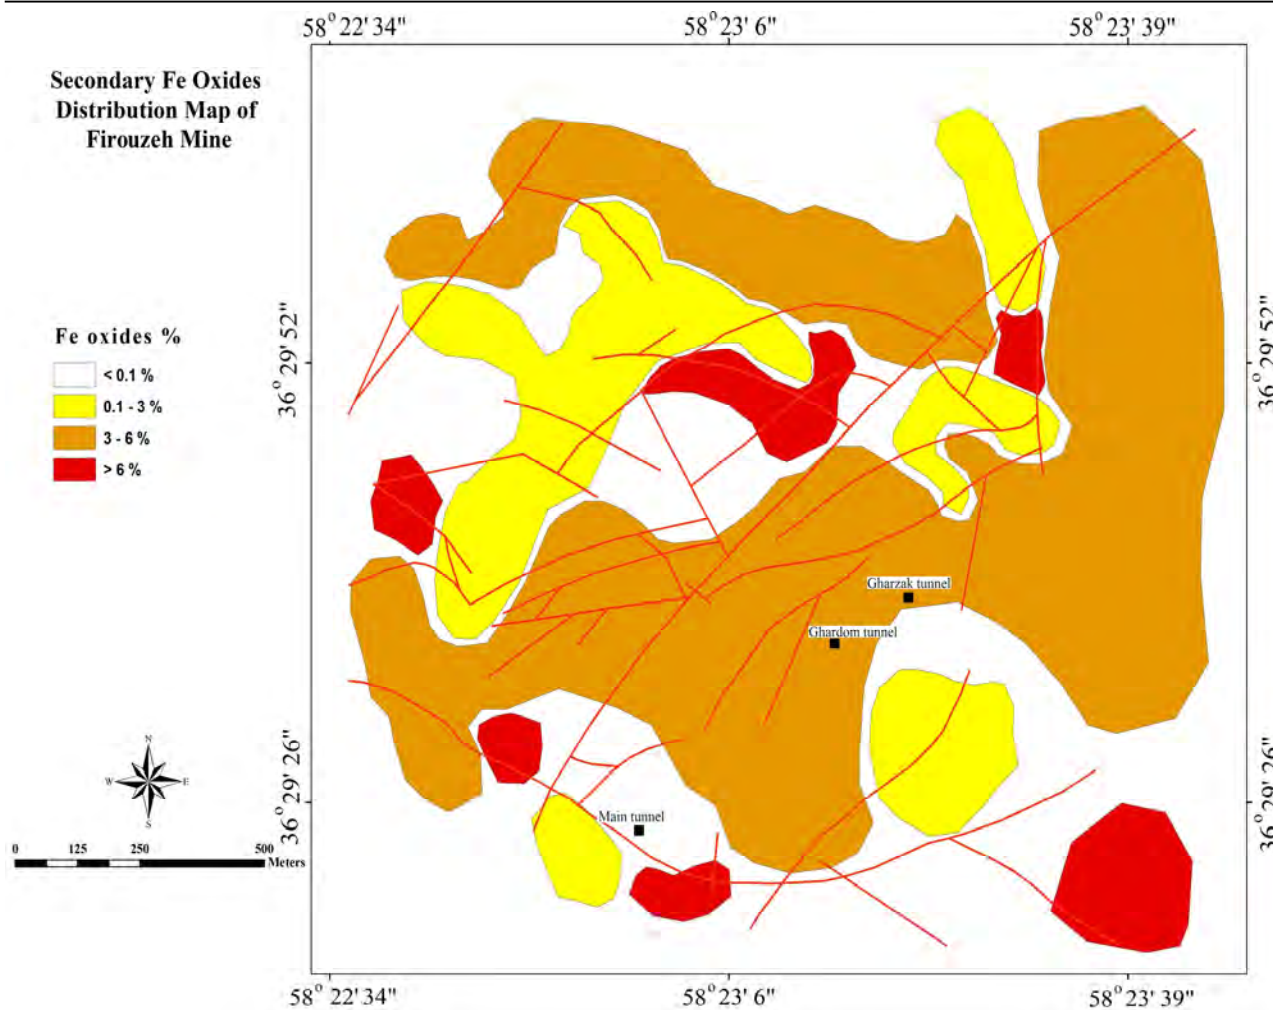 58° 22' 34"
58° 23' 6"
58° 23' 39"
Secondary Fe Oxides
Distribution Map of
Firouzeh Mine
36° 29' 52"
36° 29' 52"
Fe oxides %
< 0.1 %
0.1 - 3 %
3 - 6 %
> 6 %
Gharzak tunnel
Ghardom tunnel
36° 29' 26"
36° 29' 26"
N
W
E
S
Main tunnel
0 125 250 500
Meters
58° 22' 34"
58° 23' 6"
58° 23' 39"